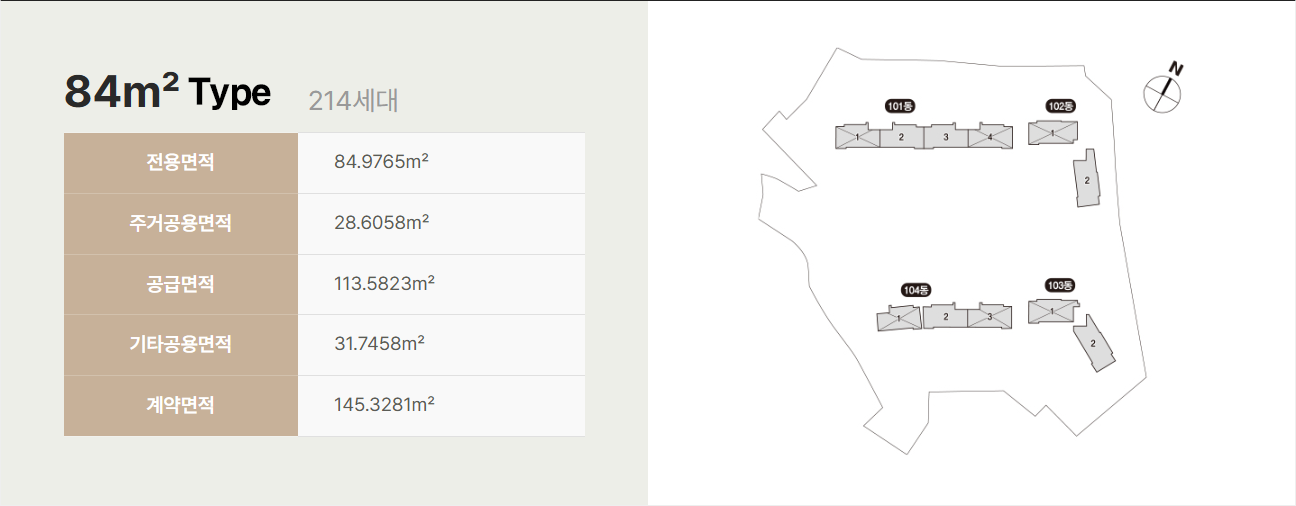 84m² Type 214세대
전용면적 84.9765m²
주거공용면적 28.6058m²
공급면적 113.5823m²
기타공용면적 31.7458m²
계약면적 145.3281m²
N
101동 102동
1 2 3 4 1
2
104동 103동
1 2 3 1
2